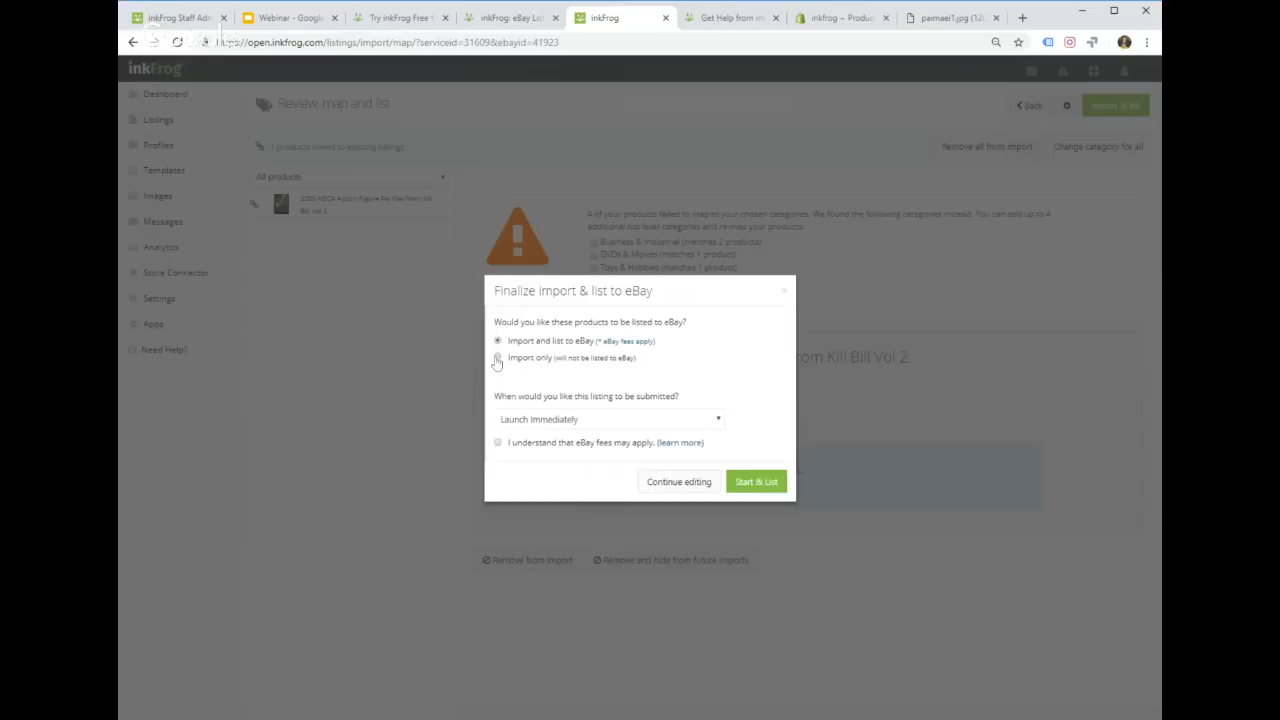 inkFrog Staff Adm
Webinar - Google
Try inkFrog Free
inkFrog: eBay Lis
inkFrog
Get Help from in
inkfrog ~ Produ
pamaei1.jpg (12
https://open.inkfrog.com/listings/import/map/?serviceid=31609&ebayid=41923
inkFrog
Dashboard
Listings
Profiles
Templates
Images
Messages
Analytics
Store Connector
Settings
Apps
Need Help?
Review, map and list
Back
Import & list
1 products linked to existing listings
Remove all from import
Change category for all
All products
2003 NECA Action Figure Pai Mei from Kill
Bill Vol 2.
4 of your products failed to map to your chosen categories. We found the following categories instead. You can add up to 4
additional top level categories and re-map your products:
Business & Industrial (matches 2 products)
DVDs & Movies (matches 1 product)
Toys & Hobbies (matches 1 product)
from Kill Bill Vol 2.
Finalize import & list to eBay
×
Would you like these products to be listed to eBay?
Import and list to eBay (* eBay fees apply)
Import only (will not be listed to eBay)
When would you like this listing to be submitted?
Launch Immediately
I understand that eBay fees may apply. (learn more)
Continue editing
Start & List
Remove from import
Remove and hide from future imports